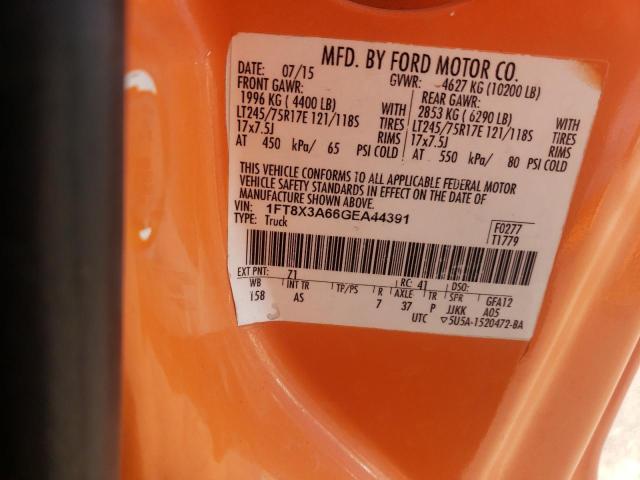 MFD. BY FORD MOTOR CO.
DATE: 07/15 GVWR: 4627 KG (10200 LB)
FRONT GAWR: REAR GAWR:
1996 KG ( 4400 LB) WITH 2853 KG ( 6290 LB) WITH
LT245/75R17E 121/118S TIRES LT245/75R17E 121/118S TIRES
17x7.5J RIMS 17x7.5J RIMS
AT 450 kPa/ 65 PSI COLD AT 550 kPa/ 80 PSI COLD
THIS VEHICLE CONFORMS TO ALL APPLICABLE FEDERAL MOTOR
VEHICLE SAFETY STANDARDS IN EFFECT ON THE DATE OF
MANUFACTURE SHOWN ABOVE.
VIN: 1FT8X3A66GEA44391 F0277
TYPE: Truck T1779
EXT PNT: Z1 RC: 41 DSO:
WB INT TR TP/PS R AXLE TR SPR GFA12
158 AS 7 37 P JJKK A05
UTC ▽5U5A-1520472-BA